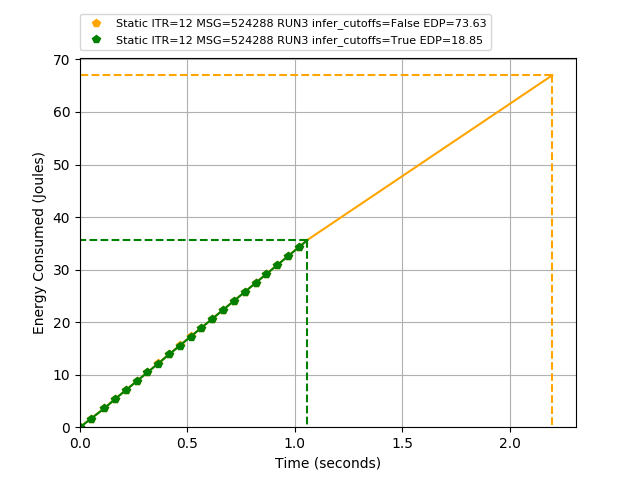 Static ITR=12 MSG=524288 RUN3 infer_cutoffs=False EDP=73.63
Static ITR=12 MSG=524288 RUN3 infer_cutoffs=True EDP=18.85
70
60
50
40
30
20
10
0
Energy Consumed (Joules)
0.0 0.5 1.0 1.5 2.0
Time (seconds)